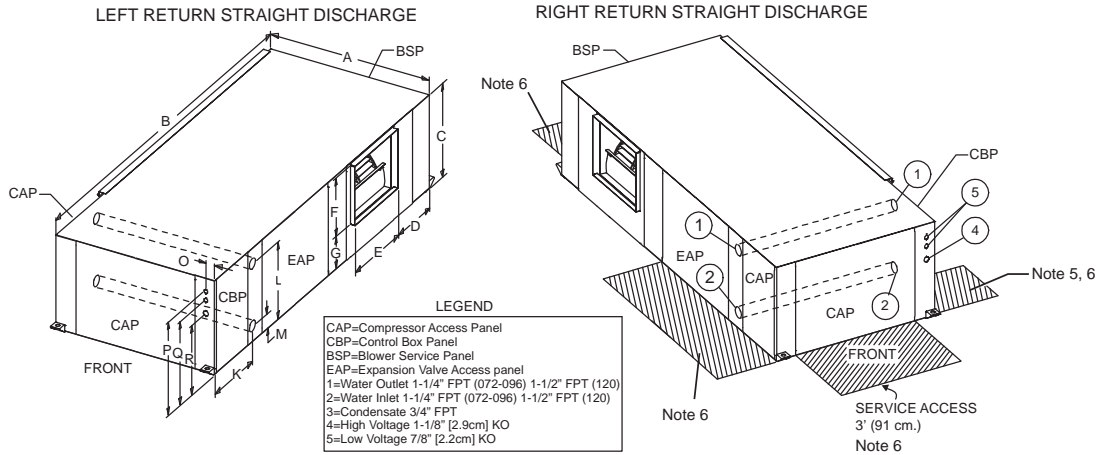 LEFT RETURN STRAIGHT DISCHARGE
A
BSP
B
C
CAP
F
D
G
E
EAP
O
CBP
L
CAP
M
P
Q
R
K
FRONT
RIGHT RETURN STRAIGHT DISCHARGE
BSP
Note 6
CBP
1
5
1
4
EAP
CAP
2
2
Note 5, 6
CAP
FRONT
Note 6
SERVICE ACCESS
3' (91 cm.)
Note 6
LEGEND
CAP=Compressor Access Panel
CBP=Control Box Panel
BSP=Blower Service Panel
EAP=Expansion Valve Access panel
1=Water Outlet 1-1/4" FPT (072-096) 1-1/2" FPT (120)
2=Water Inlet 1-1/4" FPT (072-096) 1-1/2" FPT (120)
3=Condensate 3/4" FPT
4=High Voltage 1-1/8" [2.9cm] KO
5=Low Voltage 7/8" [2.2cm] KO